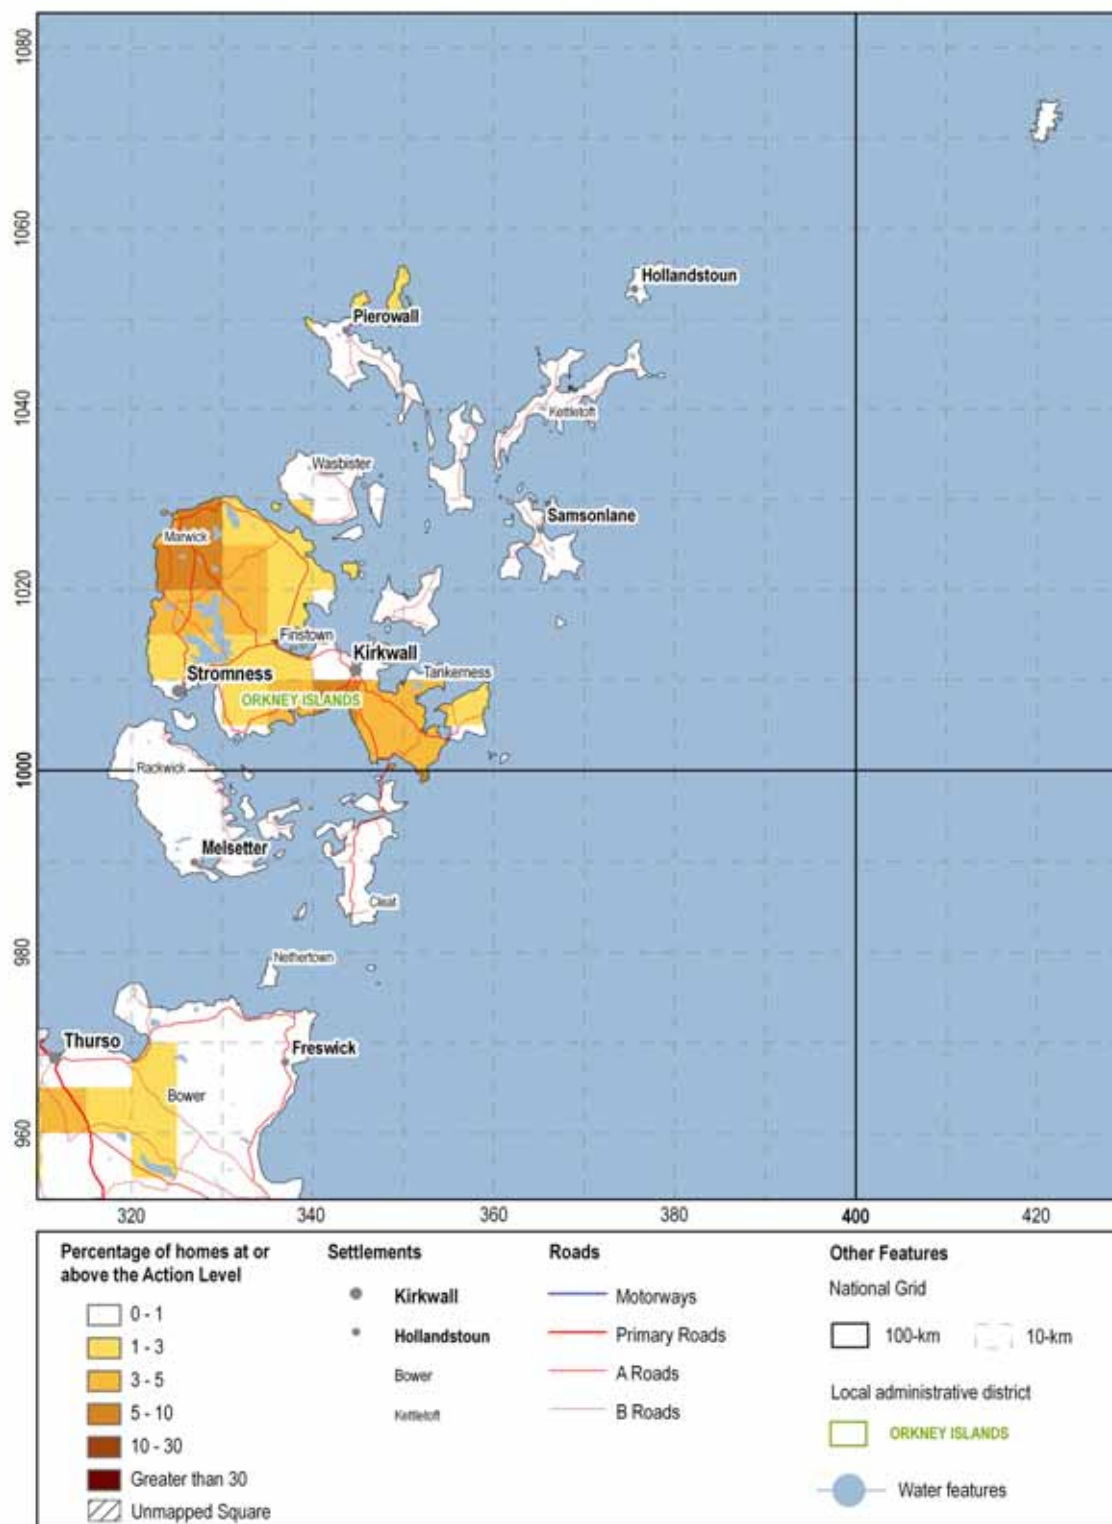 1080
1060
1040
1020
1000
980
960
Hollandstoun
Pierowall
Kettletoft
Wasbister
Samsonlane
Marwick
Finstown
Kirkwall
Tankerness
Stromness
ORKNEY ISLANDS
Rackwick
Melsetter
Cleat
Nethertown
Thurso
Freswick
Bower
320 340 360 380 400 420
Percentage of homes at or
above the Action Level
0 - 1
1 - 3
3 - 5
5 - 10
10 - 30
Greater than 30
Unmapped Square
Settlements
Kirkwall
Hollandstoun
Bower
Kettletoft
Roads
Motorways
Primary Roads
A Roads
B Roads
Other Features
National Grid
100-km 10-km
Local administrative district
ORKNEY ISLANDS
Water features